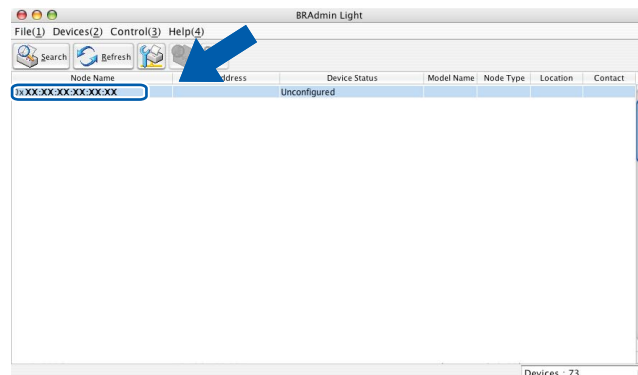 BRAdmin Light
File(1) Devices(2) Control(3) Help(4)
Search Refresh
Node Name ddress Device Status Model Name Node Type Location Contact
XX:XX:XX:XX:XX:XX Unconfigured
Devices : 73